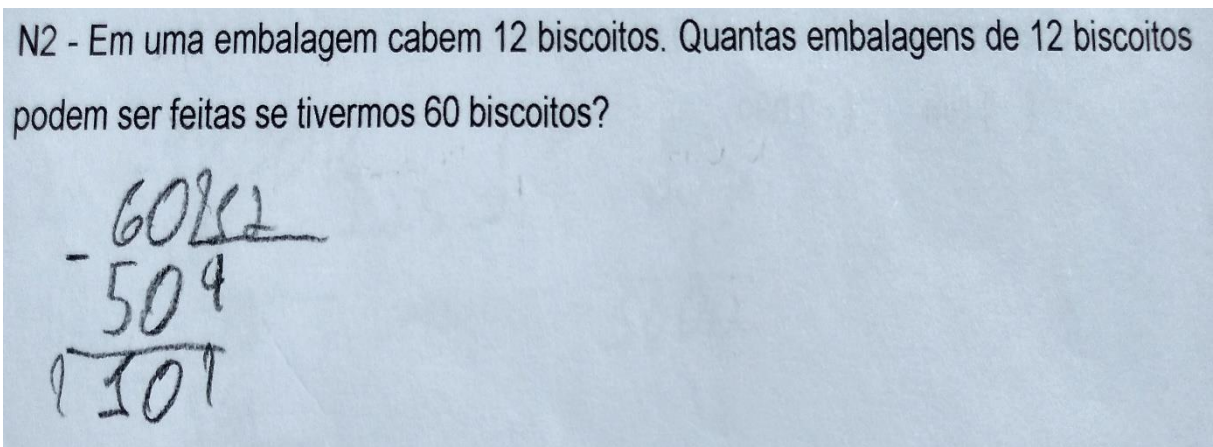 N2 - Em uma embalagem cabem 12 biscoitos. Quantas embalagens de 12 biscoitos
podem ser feitas se tivermos 60 biscoitos?
60 12
- 50 4
(10)